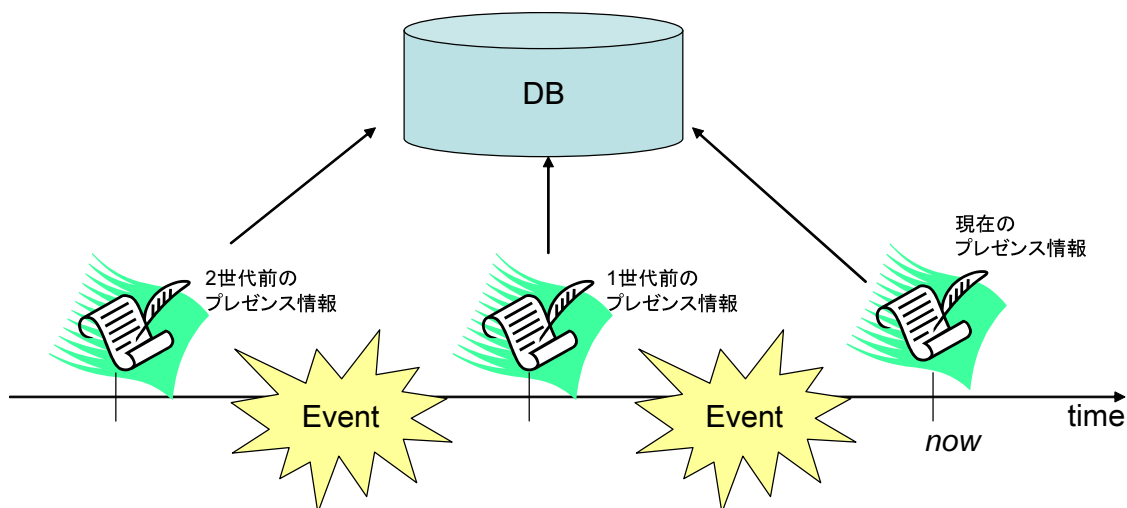 DB
2世代前の
プレゼンス情報
1世代前の
プレゼンス情報
現在の
プレゼンス情報
Event
Event
time
now